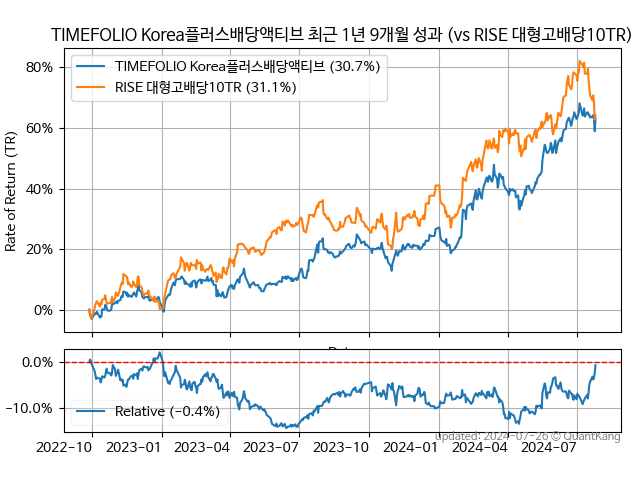 TIMEFOLIO Korea플러스배당액티브 최근 1년 9개월 성과 (vs RISE 대형고배당10TR)
TIMEFOLIO Korea플러스배당액티브 (30.7%)
RISE 대형고배당10TR (31.1%)
Rate of Return (TR)
80%
60%
40%
20%
0%
0.0%
−10.0%
Relative (−0.4%)
2022-10 2023-01 2023-04 2023-07 2023-10 2024-01 2024-04 2024-07
updated: 2024-07-26 © QuantKang